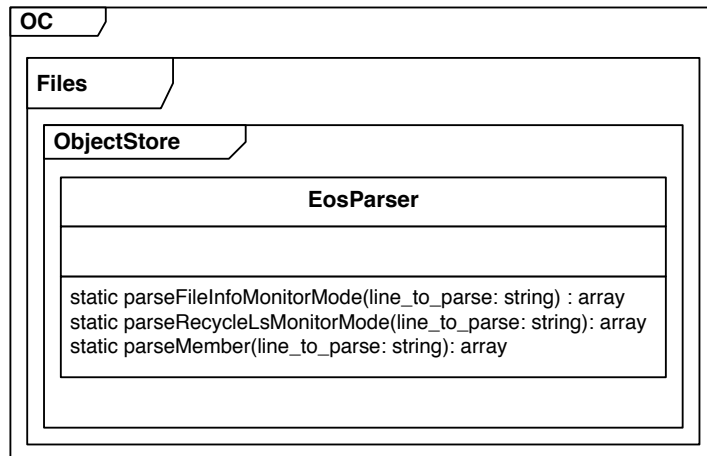 OC
Files
ObjectStore
EosParser
static parseFileInfoMonitorMode(line_to_parse: string) : array
static parseRecycleLsMonitorMode(line_to_parse: string): array
static parseMember(line_to_parse: string): array